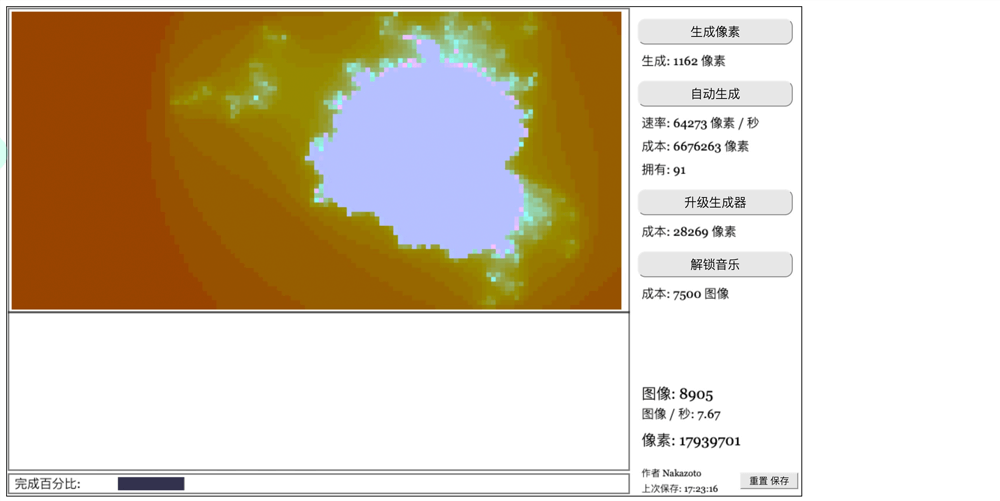 生成像素
生成: 1162 像素
自动生成
速率: 64273 像素 / 秒
成本: 6676263 像素
拥有: 91
升级生成器
成本: 28269 像素
解锁音乐
成本: 7500 图像
图像: 8905
图像 / 秒: 7.67
像素: 17939701
作者 Nakazoto
上次保存: 17:23:16
重置 保存
完成百分比: